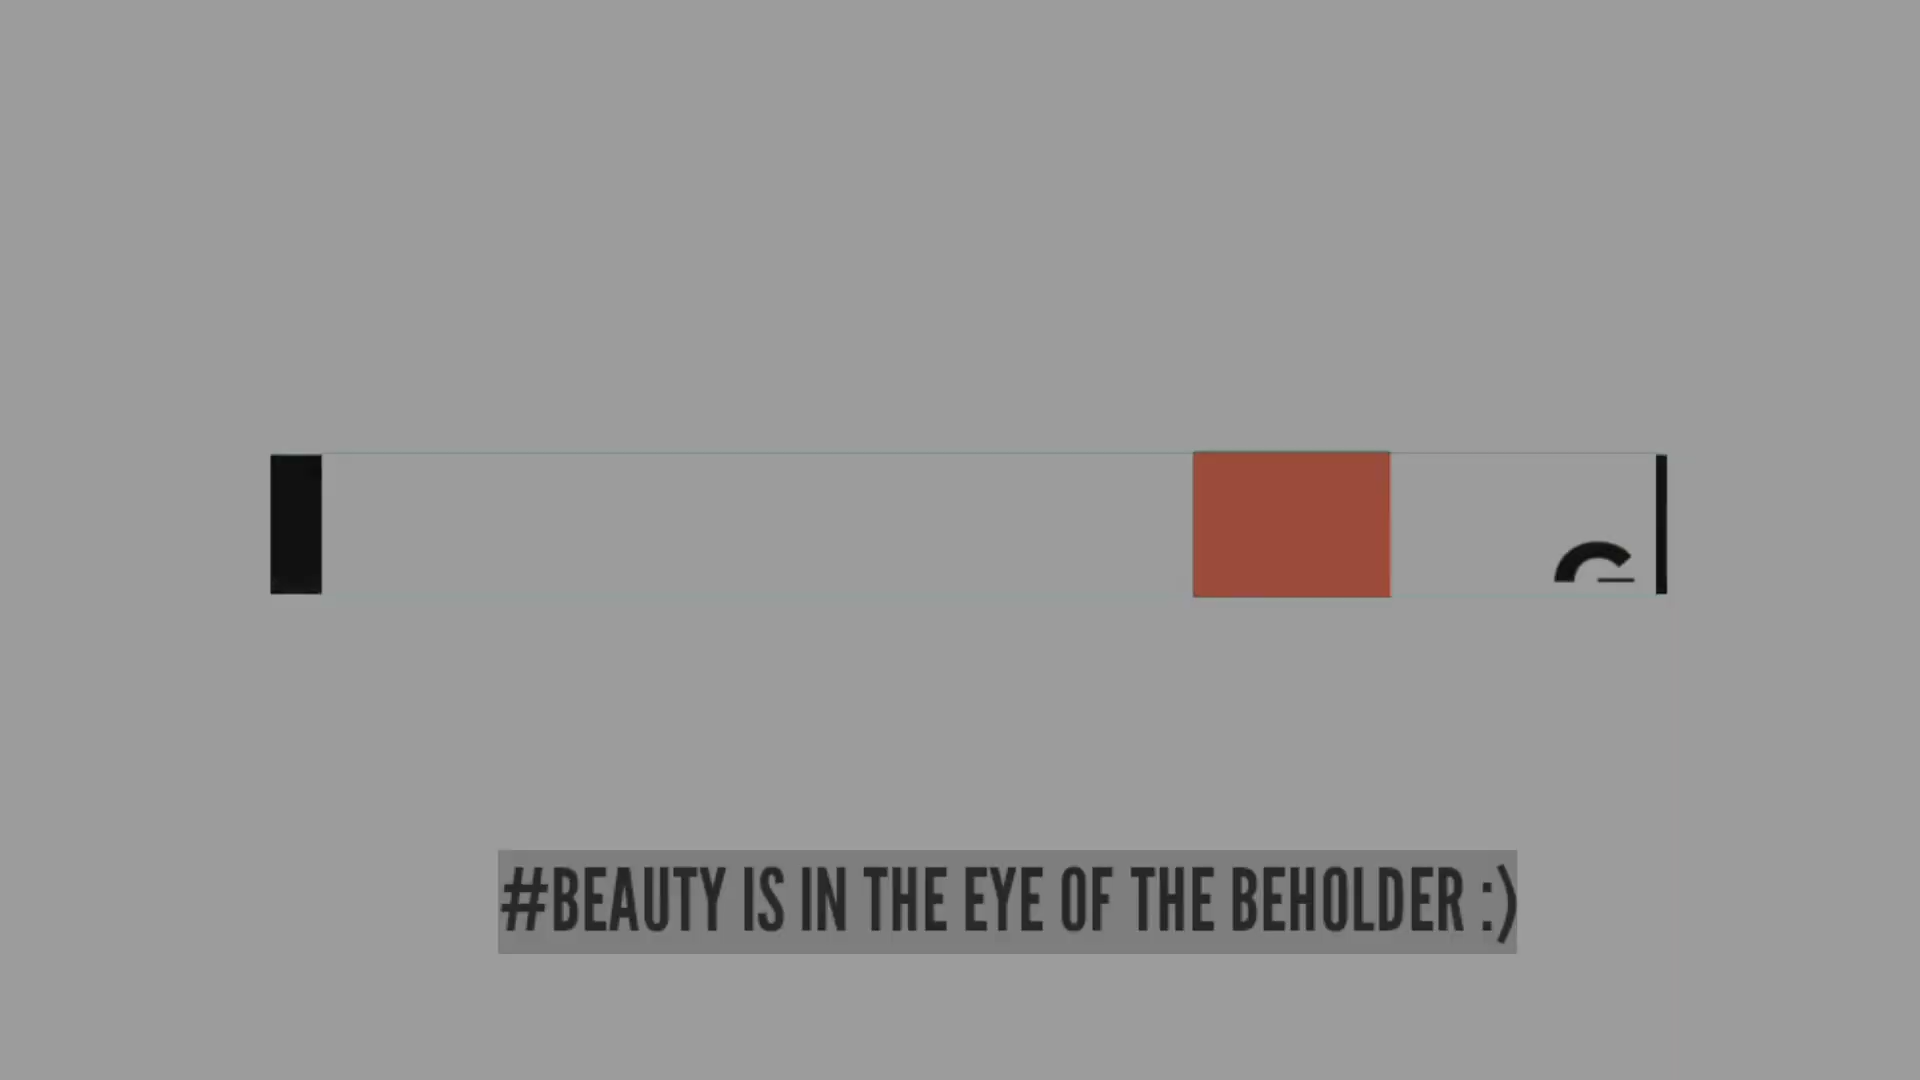 #BEAUTY IS IN THE EYE OF THE BEHOLDER :)